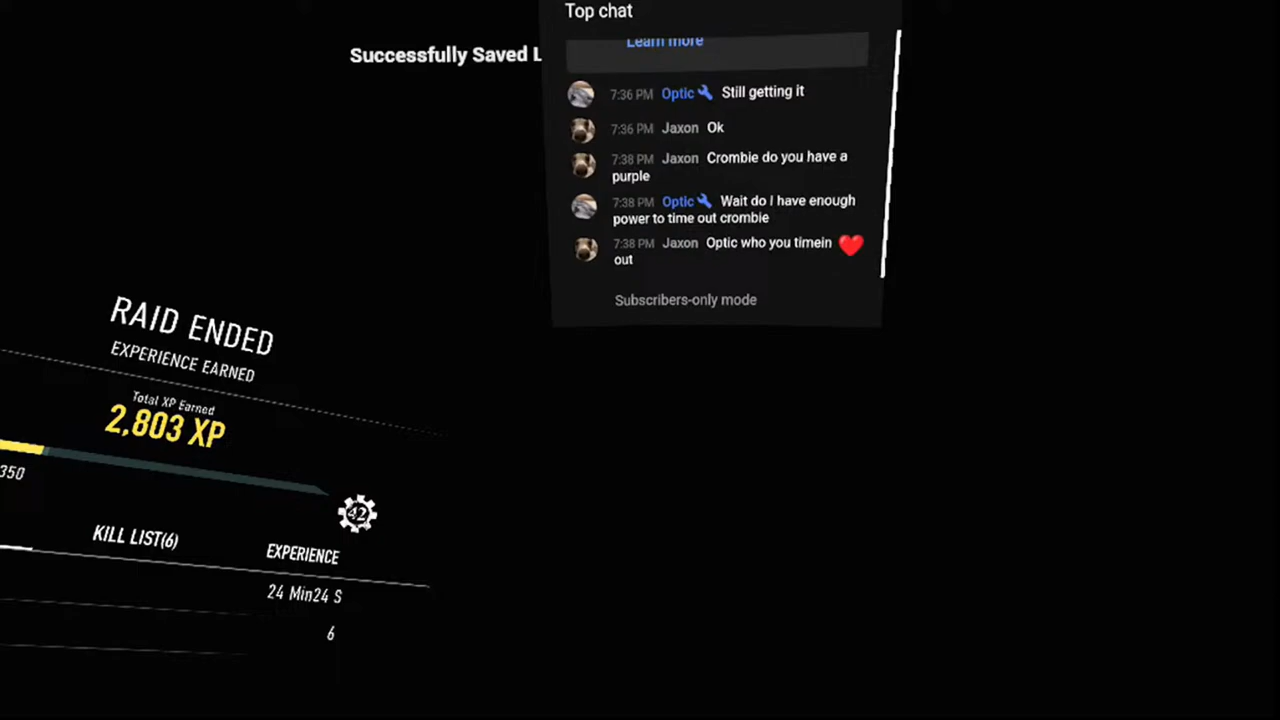 Top chat
Learn more
Successfully Saved L
7:36 PM Optic Still getting it
7:36 PM Jaxon Ok
7:38 PM Jaxon Crombie do you have a
purple
7:38 PM Optic Wait do I have enough
power to time out crombie
7:38 PM Jaxon Optic who you timein
out
Subscribers-only mode
RAID ENDED
EXPERIENCE EARNED
Total XP Earned
2,803 XP
350
42
KILL LIST(6)
EXPERIENCE
24 Min24 S
6